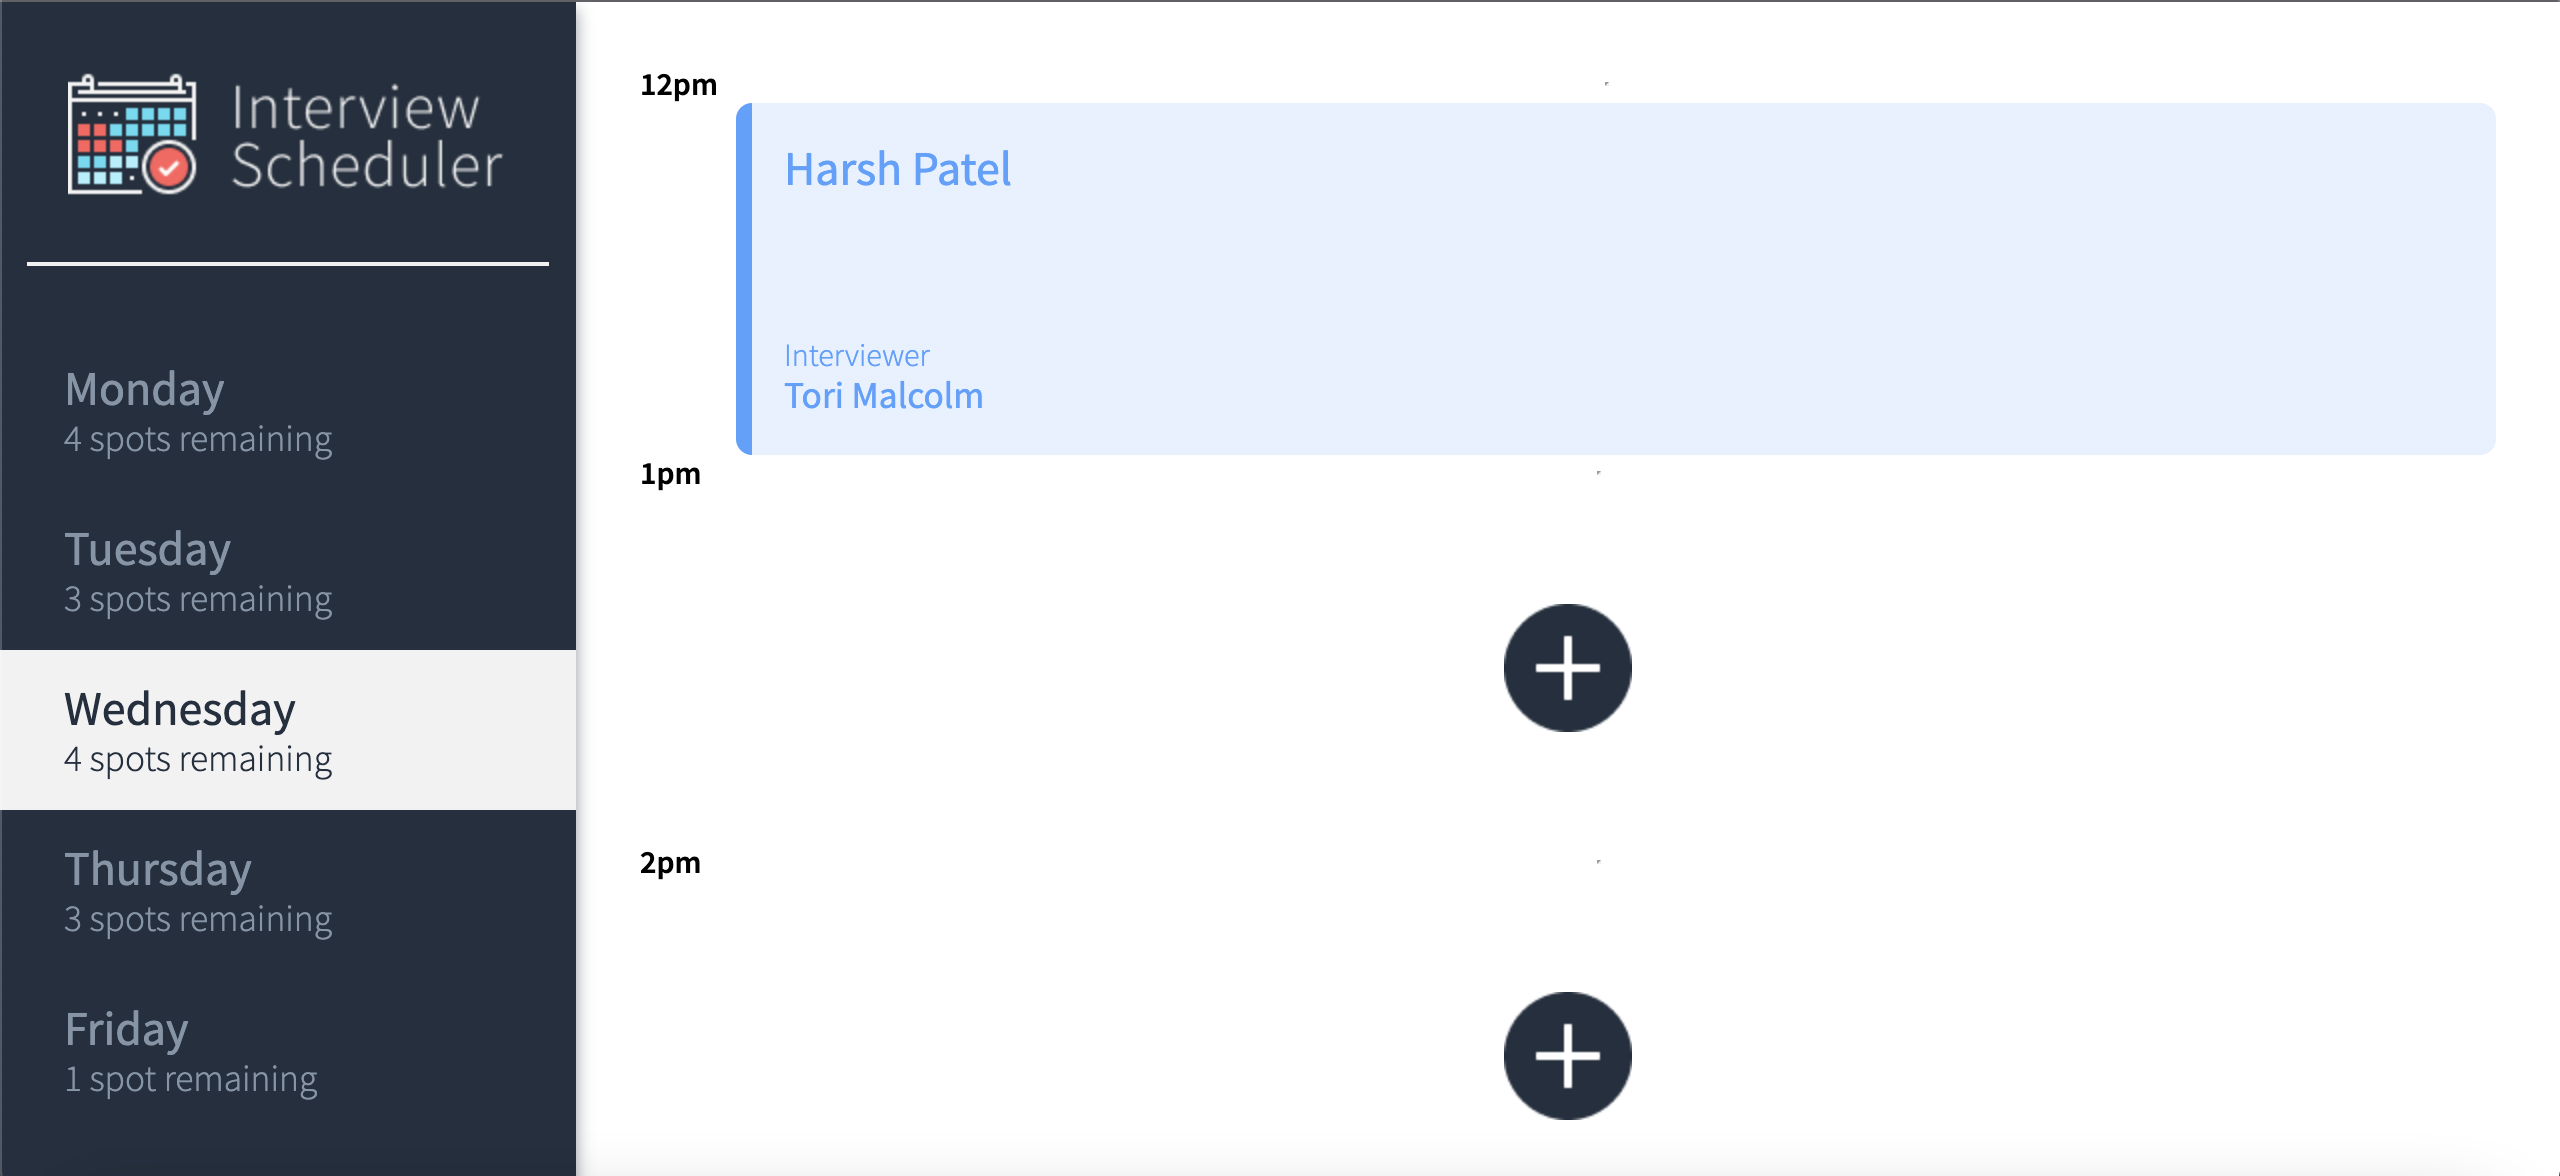 Interview
Scheduler
Monday
4 spots remaining
Tuesday
3 spots remaining
Wednesday
4 spots remaining
Thursday
3 spots remaining
Friday
1 spot remaining
12pm
Harsh Patel
Interviewer
Tori Malcolm
1pm
2pm